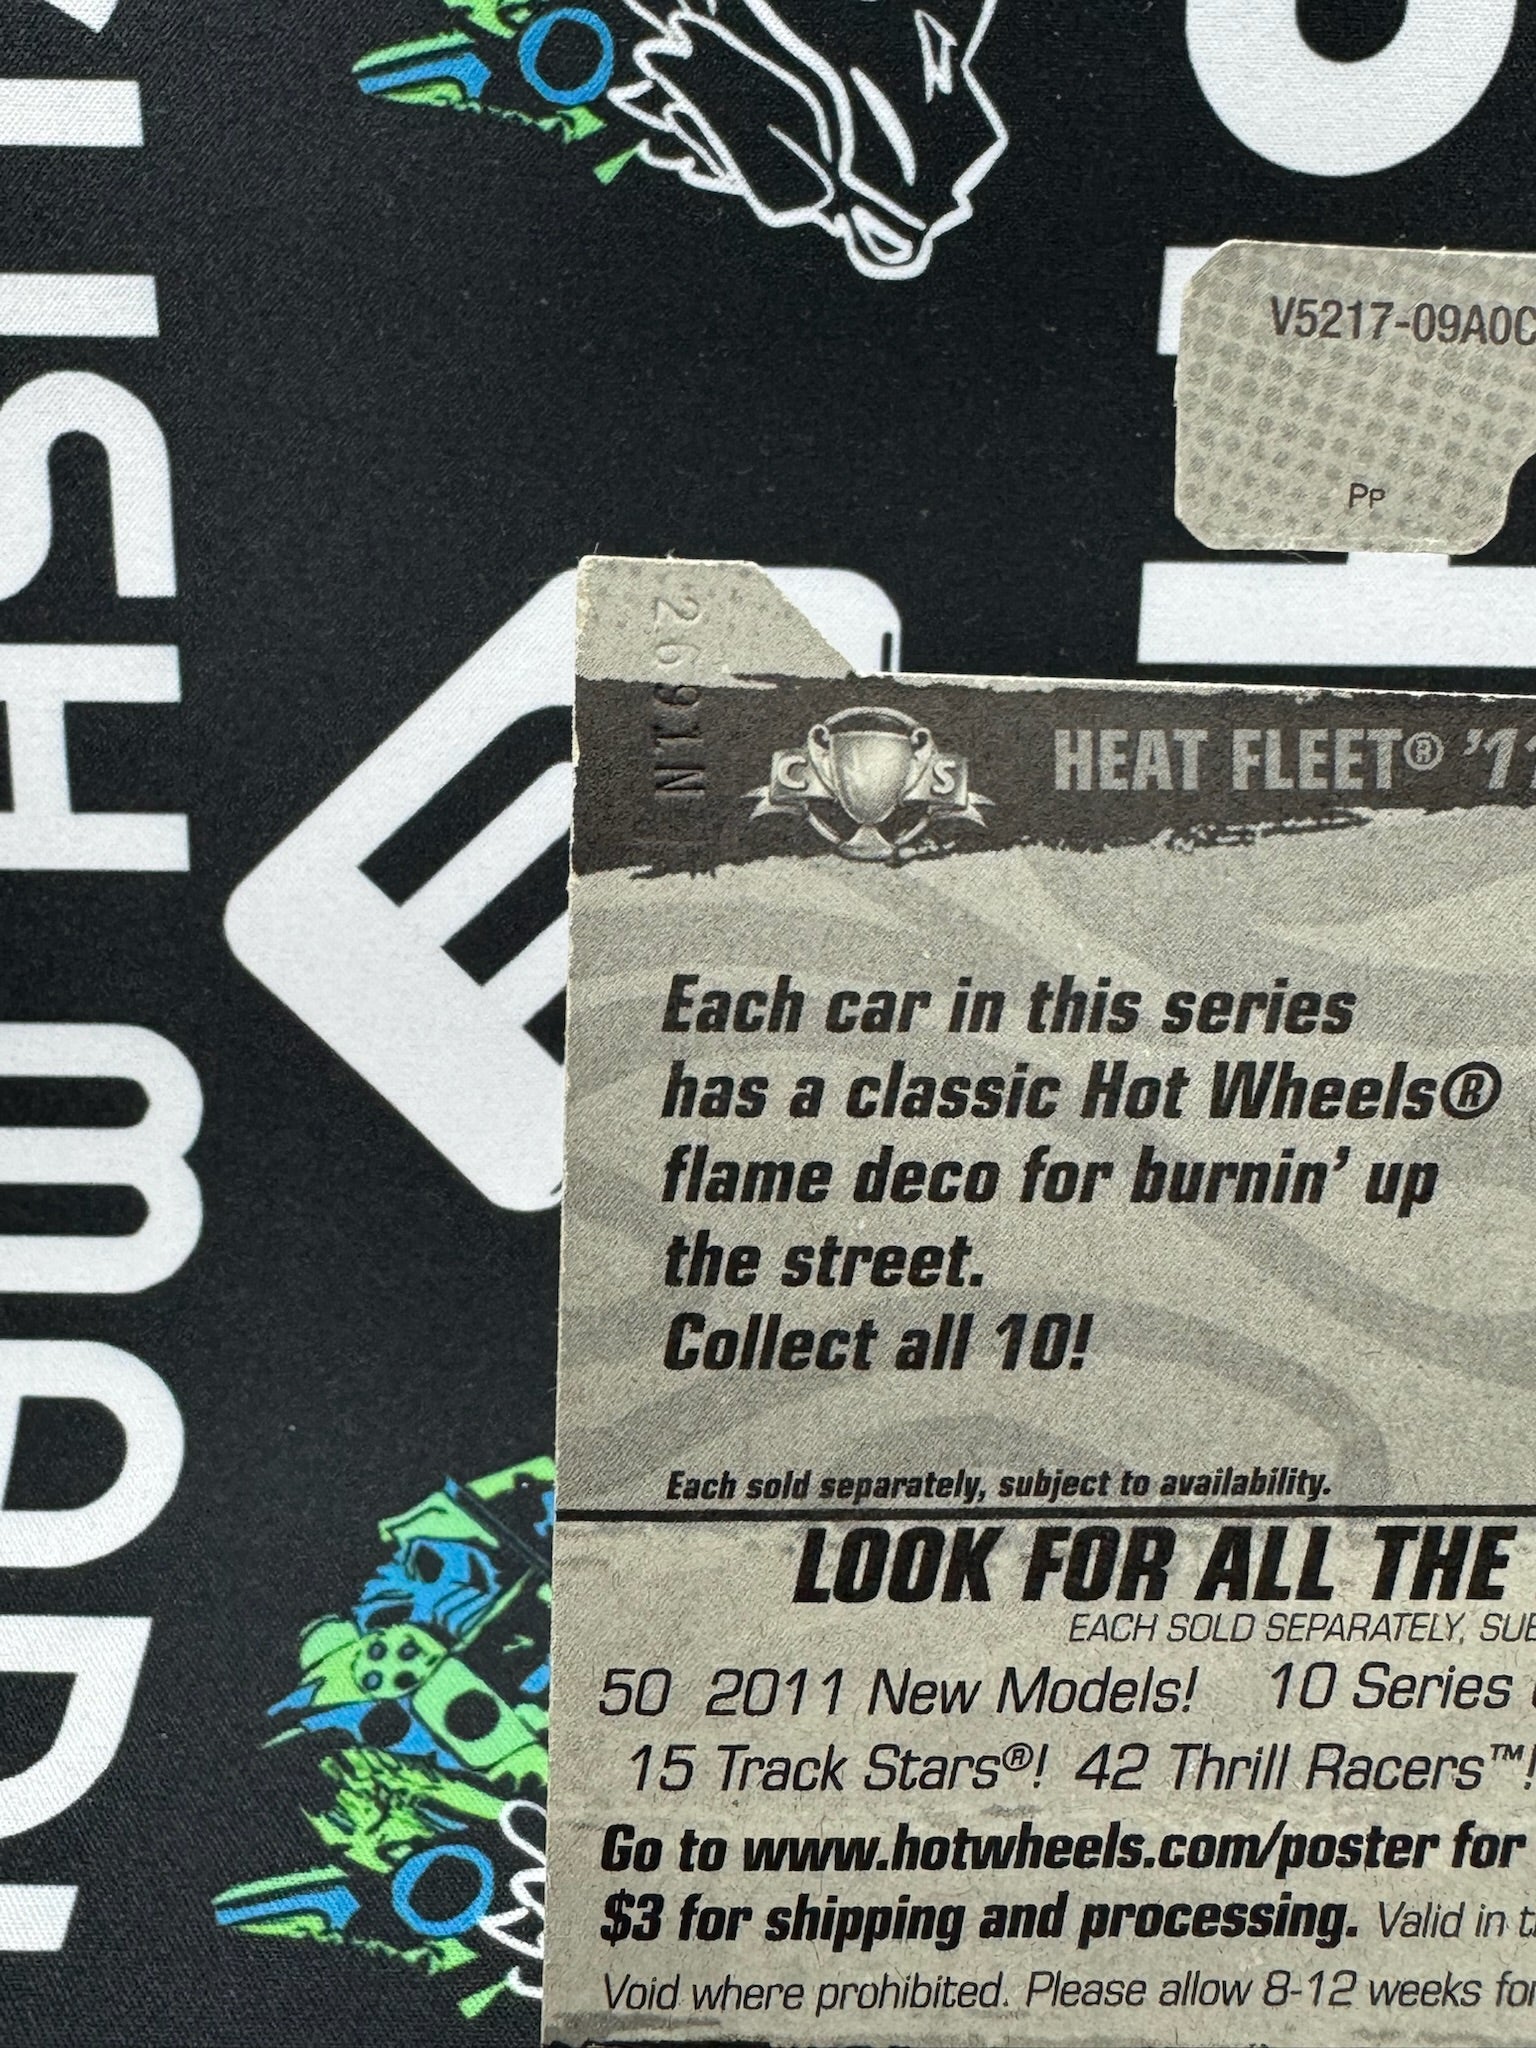 V5217-09A0C
PP
2691N
C S
HEAT FLEET® '11
Each car in this series
has a classic Hot Wheels®
flame deco for burnin' up
the street.
Collect all 10!
Each sold separately, subject to availability.
LOOK FOR ALL THE
EACH SOLD SEPARATELY,
50 2011 New Models! 10 Series
15 Track Stars®! 42 Thrill Racers™!
Go to www.hotwheels.com/poster for
$3 for shipping and processing. Valid in
Void where prohibited. Please allow 8-12 weeks for